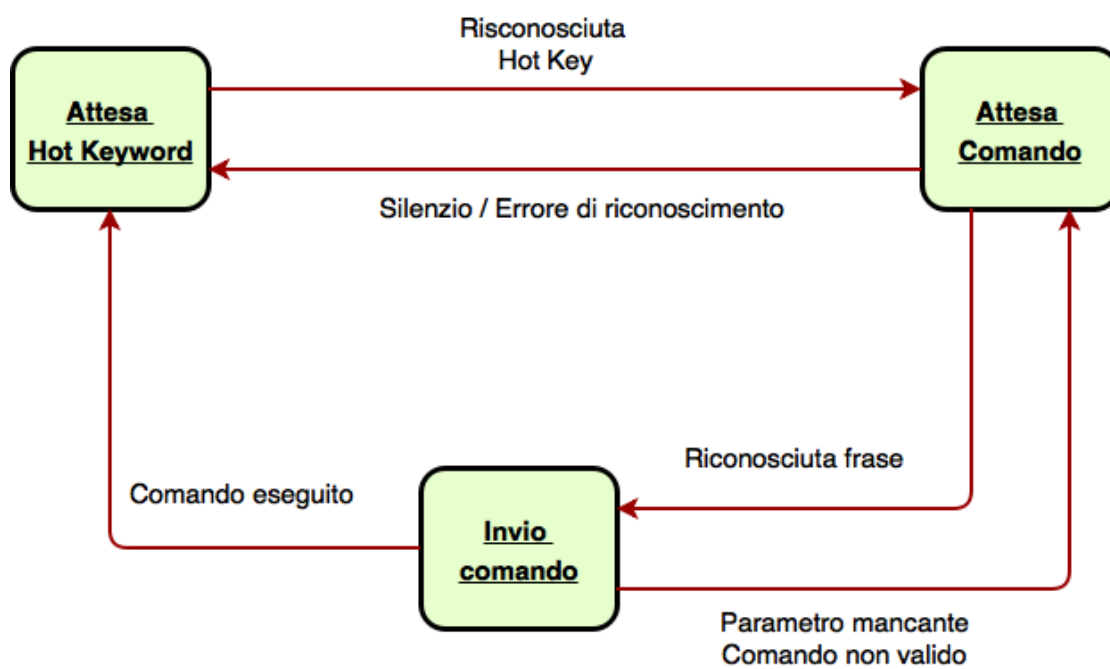 Risconosciuta
Hot Key
Attesa
Hot Keyword
Attesa
Comando
Silenzio / Errore di riconoscimento
Riconosciuta frase
Comando eseguito
Invio
comando
Parametro mancante
Comando non valido